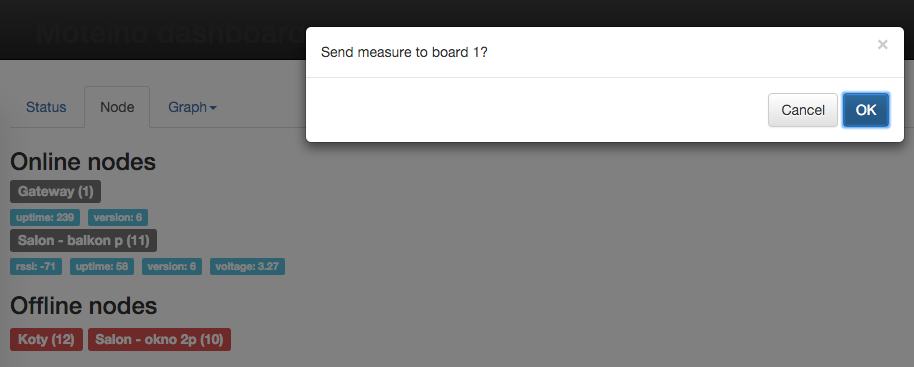 Moteino dashboard
Send measure to board 1?
×
Cancel OK
Status Node Graph
Online nodes
Gateway (1)
uptime: 239 version: 6
Salon - balkon p (11)
rssi: -71 uptime: 58 version: 6 voltage: 3.27
Offline nodes
Koty (12) Salon - okno 2p (10)